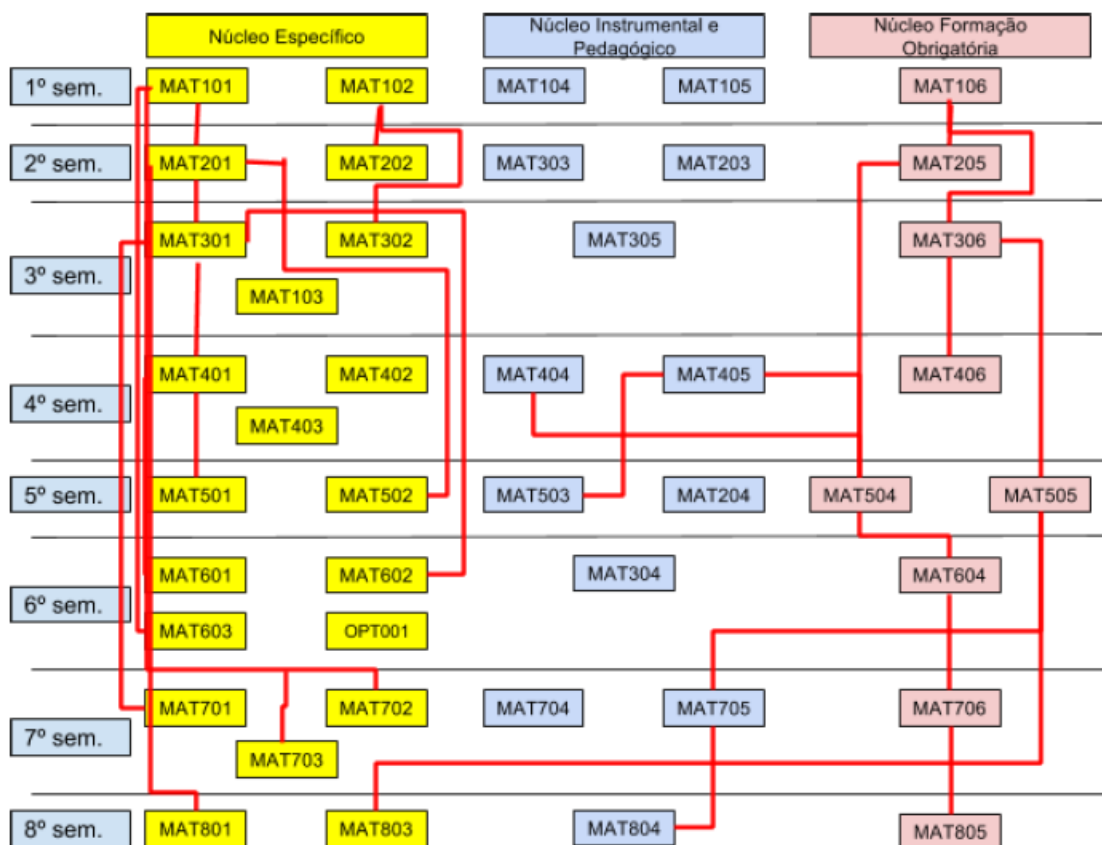 Núcleo Específico
Núcleo Instrumental e
Pedagógico
Núcleo Formação
Obrigatória
1º sem.
MAT101
MAT102
MAT104
MAT105
MAT106
2º sem.
MAT201
MAT202
MAT303
MAT203
MAT205
3º sem.
MAT301
MAT302
MAT305
MAT306
MAT103
4º sem.
MAT401
MAT402
MAT404
MAT405
MAT406
MAT403
5º sem.
MAT501
MAT502
MAT503
MAT204
MAT504
MAT505
6º sem.
MAT601
MAT602
MAT304
MAT604
MAT603
OPT001
7º sem.
MAT701
MAT702
MAT704
MAT705
MAT706
MAT703
8º sem.
MAT801
MAT803
MAT804
MAT805